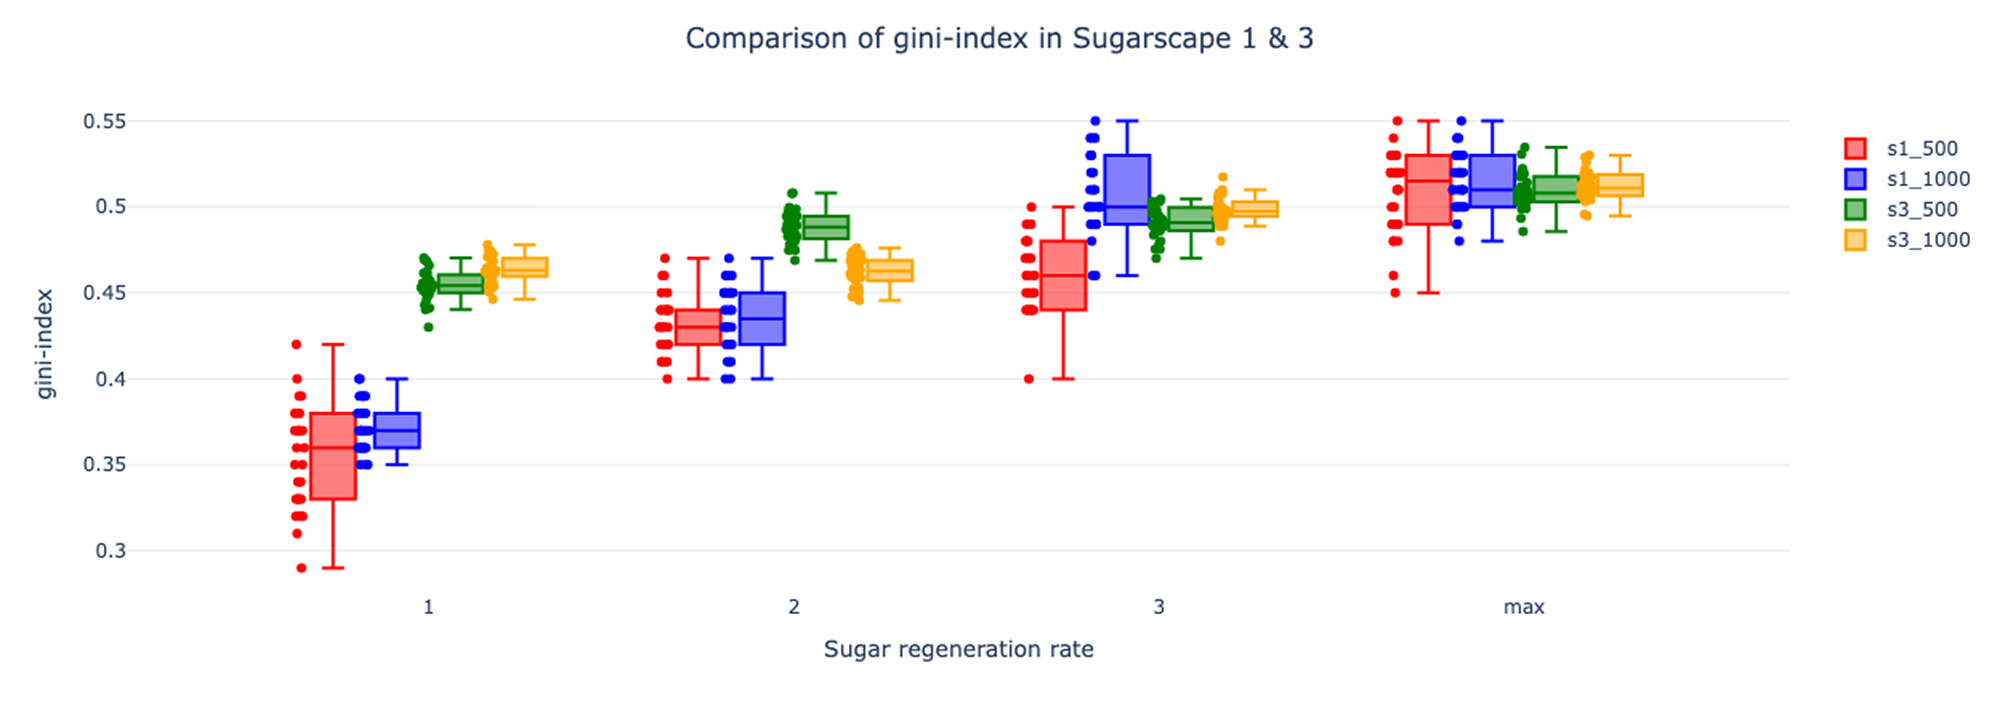 Comparison of gini-index in Sugarscape 1 & 3
gini-index
0.55
0.5
0.45
0.4
0.35
0.3
1
2
3
max
Sugar regeneration rate
s1_500
s1_1000
s3_500
s3_1000